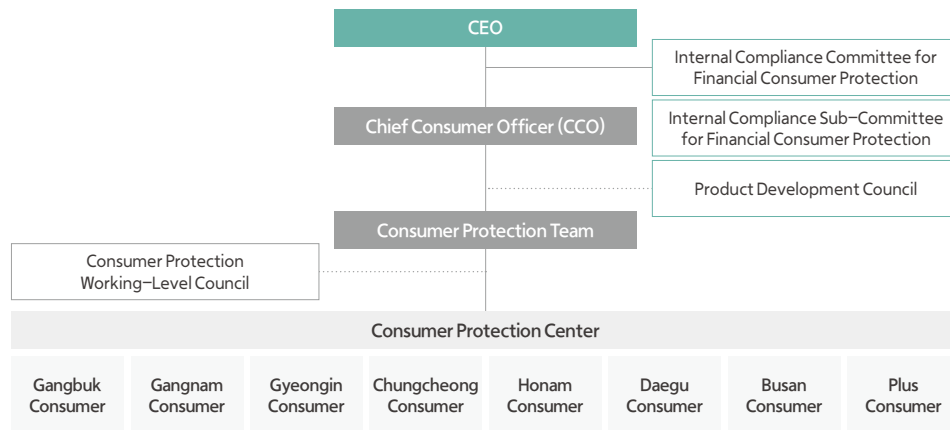 CEO
Internal Compliance Committee for
Financial Consumer Protection
Chief Consumer Officer (CCO)
Internal Compliance Sub-Committee
for Financial Consumer Protection
Product Development Council
Consumer Protection Team
Consumer Protection
Working-Level Council
Consumer Protection Center
Gangbuk
Consumer
Gangnam
Consumer
Gyeongin
Consumer
Chungcheong
Consumer
Honam
Consumer
Daegu
Consumer
Busan
Consumer
Plus
Consumer